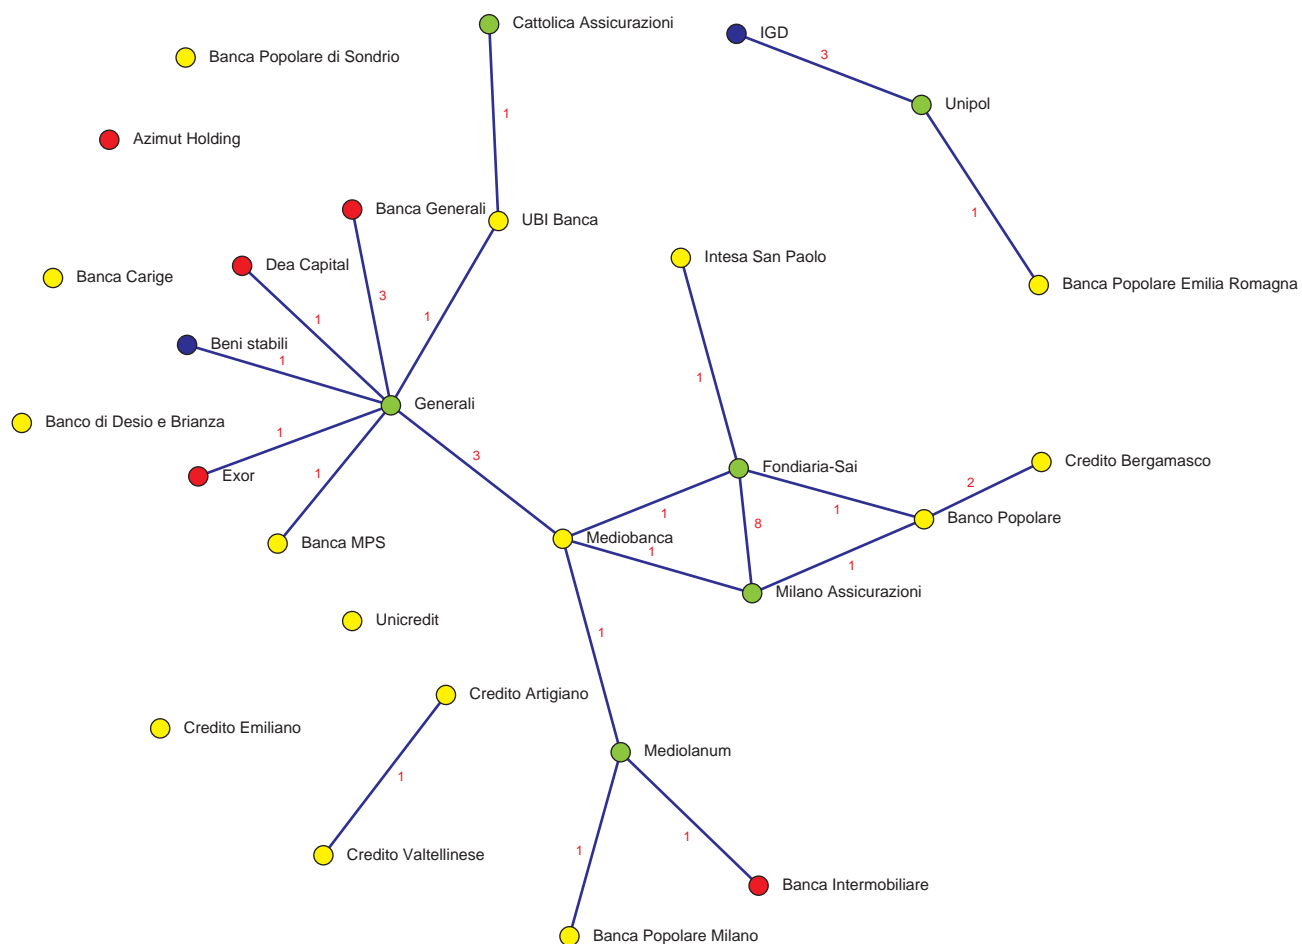 Cattolica Assicurazioni
IGD
Banca Popolare di Sondrio
3
Unipol
1
Azimut Holding
Banca Generali
UBI Banca
1
Intesa San Paolo
Dea Capital
Banca Carige
Banca Popolare Emilia Romagna
3
1
1
Beni stabili
1
1
Generali
Banco di Desio e Brianza
1
3
Fondiaria-Sai
Credito Bergamasco
Exor
1
2
1
1
Banco Popolare
8
Mediobanca
Banca MPS
1
1
Milano Assicurazioni
Unicredit
1
Credito Artigiano
Credito Emiliano
Mediolanum
1
1
1
Credito Valtellinese
Banca Intermobiliare
Banca Popolare Milano